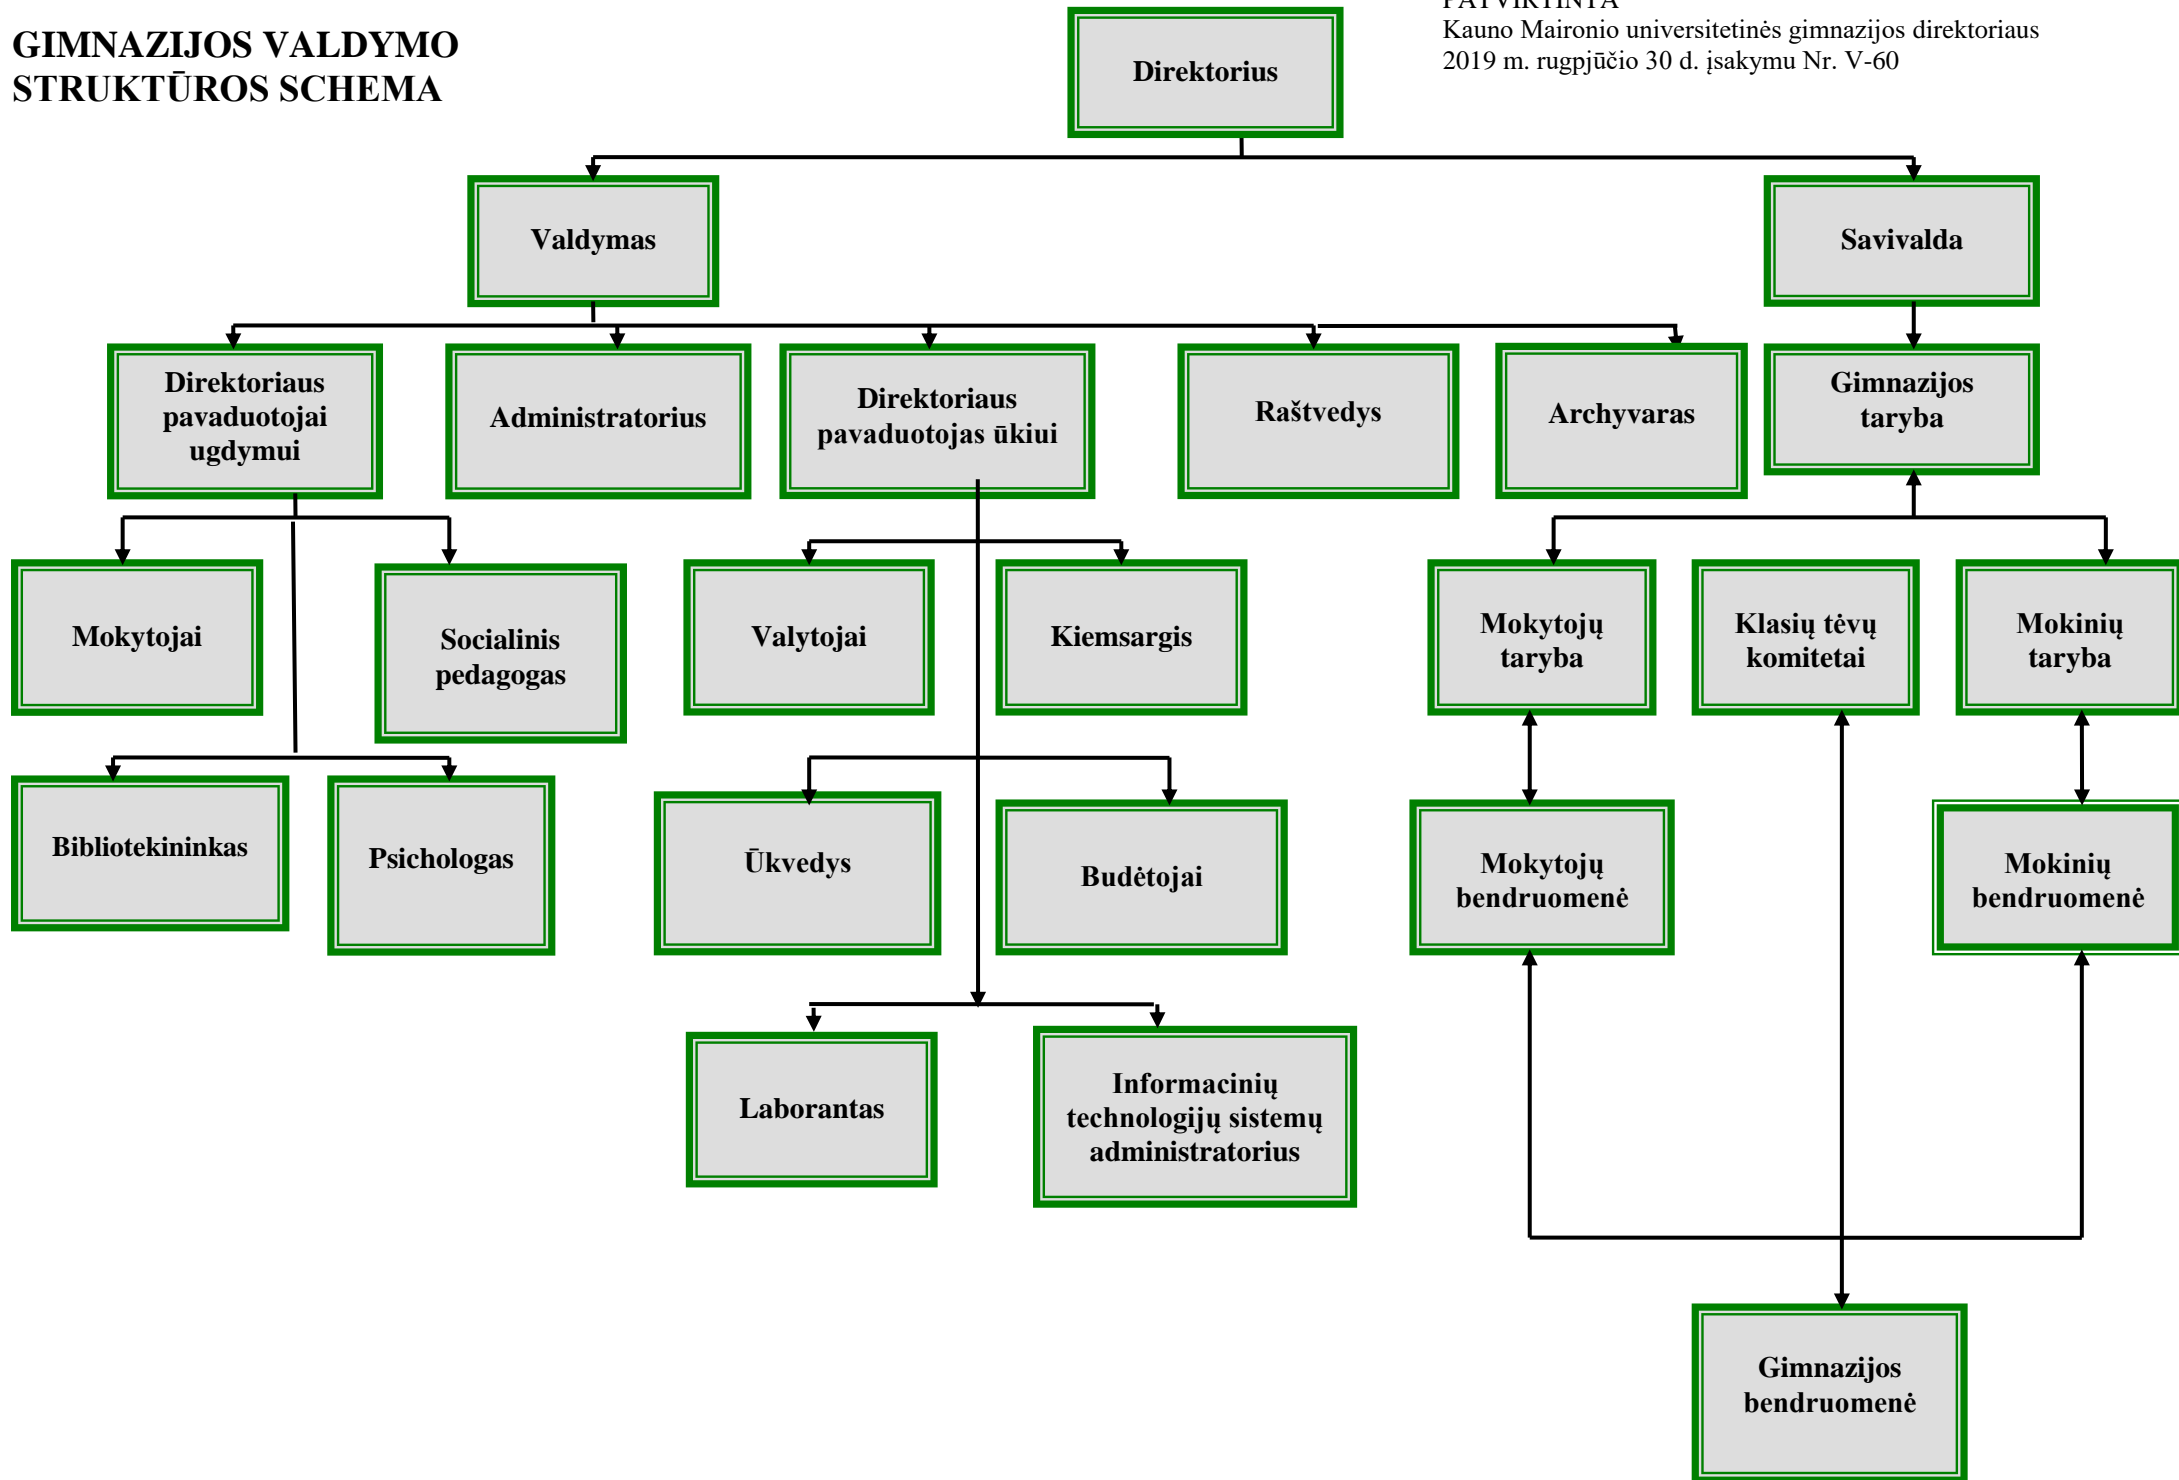 PATVIRTINTA
Kauno Maironio universitetinės gimnazijos direktoriaus
2019 m. rugpjūčio 30 d. įsakymu Nr. V-60
GIMNAZIJOS VALDYMO
STRUKTŪROS SCHEMA
Direktorius
Valdymas
Savivalda
Direktoriaus
pavaduotojai
ugdymui
Administratorius
Direktoriaus
pavaduotojas ūkiui
Raštvedys
Archyvaras
Gimnazijos
taryba
Mokytojai
Socialinis
pedagogas
Valytojai
Kiemsargis
Mokytojų
taryba
Klasių tėvų
komitetai
Mokinių
taryba
Bibliotekininkas
Psichologas
Ūkvedys
Budėtojai
Mokytojų
bendruomenė
Mokinių
bendruomenė
Laborantas
Informacinių
technologijų sistemų
administratorius
Gimnazijos
bendruomenė